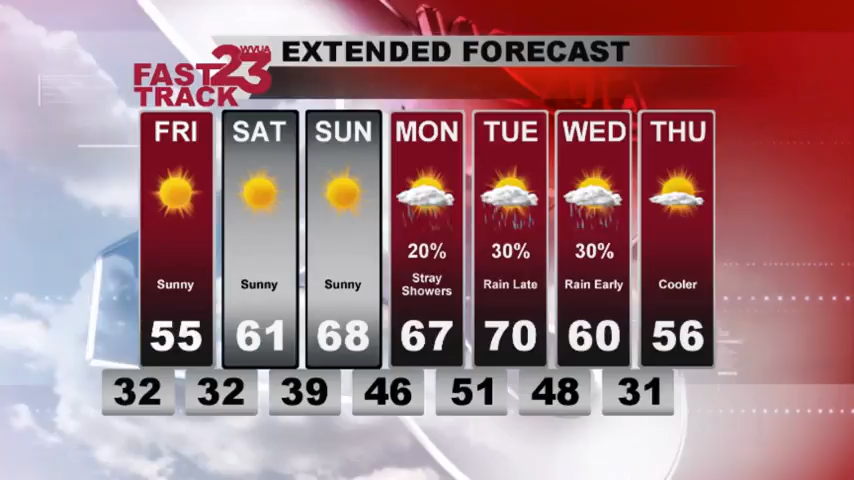 WVUA
23
FAST
TRACK
EXTENDED FORECAST
FRI SAT SUN MON TUE WED THU
20% 30% 30%
Sunny Sunny Sunny Stray Showers Rain Late Rain Early Cooler
55 61 68 67 70 60 56
32 32 39 46 51 48 31